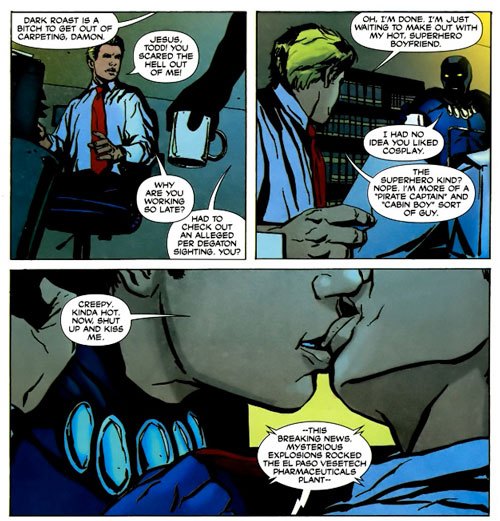 DARK ROAST IS A
BITCH TO GET OUT OF
CARPETING, DAMON.
JESUS,
TODD! YOU
SCARED THE
HELL OUT
OF ME!
WHY
ARE YOU
WORKING
SO LATE?
HAD TO
CHECK OUT
AN ALLEGED
PER DEGATON
SIGHTING. YOU?
OH, I'M DONE. I'M JUST
WAITING TO MAKE OUT WITH
MY HOT, SUPERHERO
BOYFRIEND.
I HAD NO
IDEA YOU LIKED
COSPLAY.
THE
SUPERHERO KIND?
NOPE. I'M MORE OF A
"PIRATE CAPTAIN" AND
"CABIN BOY" SORT
OF GUY.
CREEPY.
KINDA HOT.
NOW, SHUT
UP AND KISS
ME.
--THIS
BREAKING NEWS.
MYSTERIOUS
EXPLOSIONS ROCKED
THE EL PASO VESETECH
PHARMACEUTICALS
PLANT--